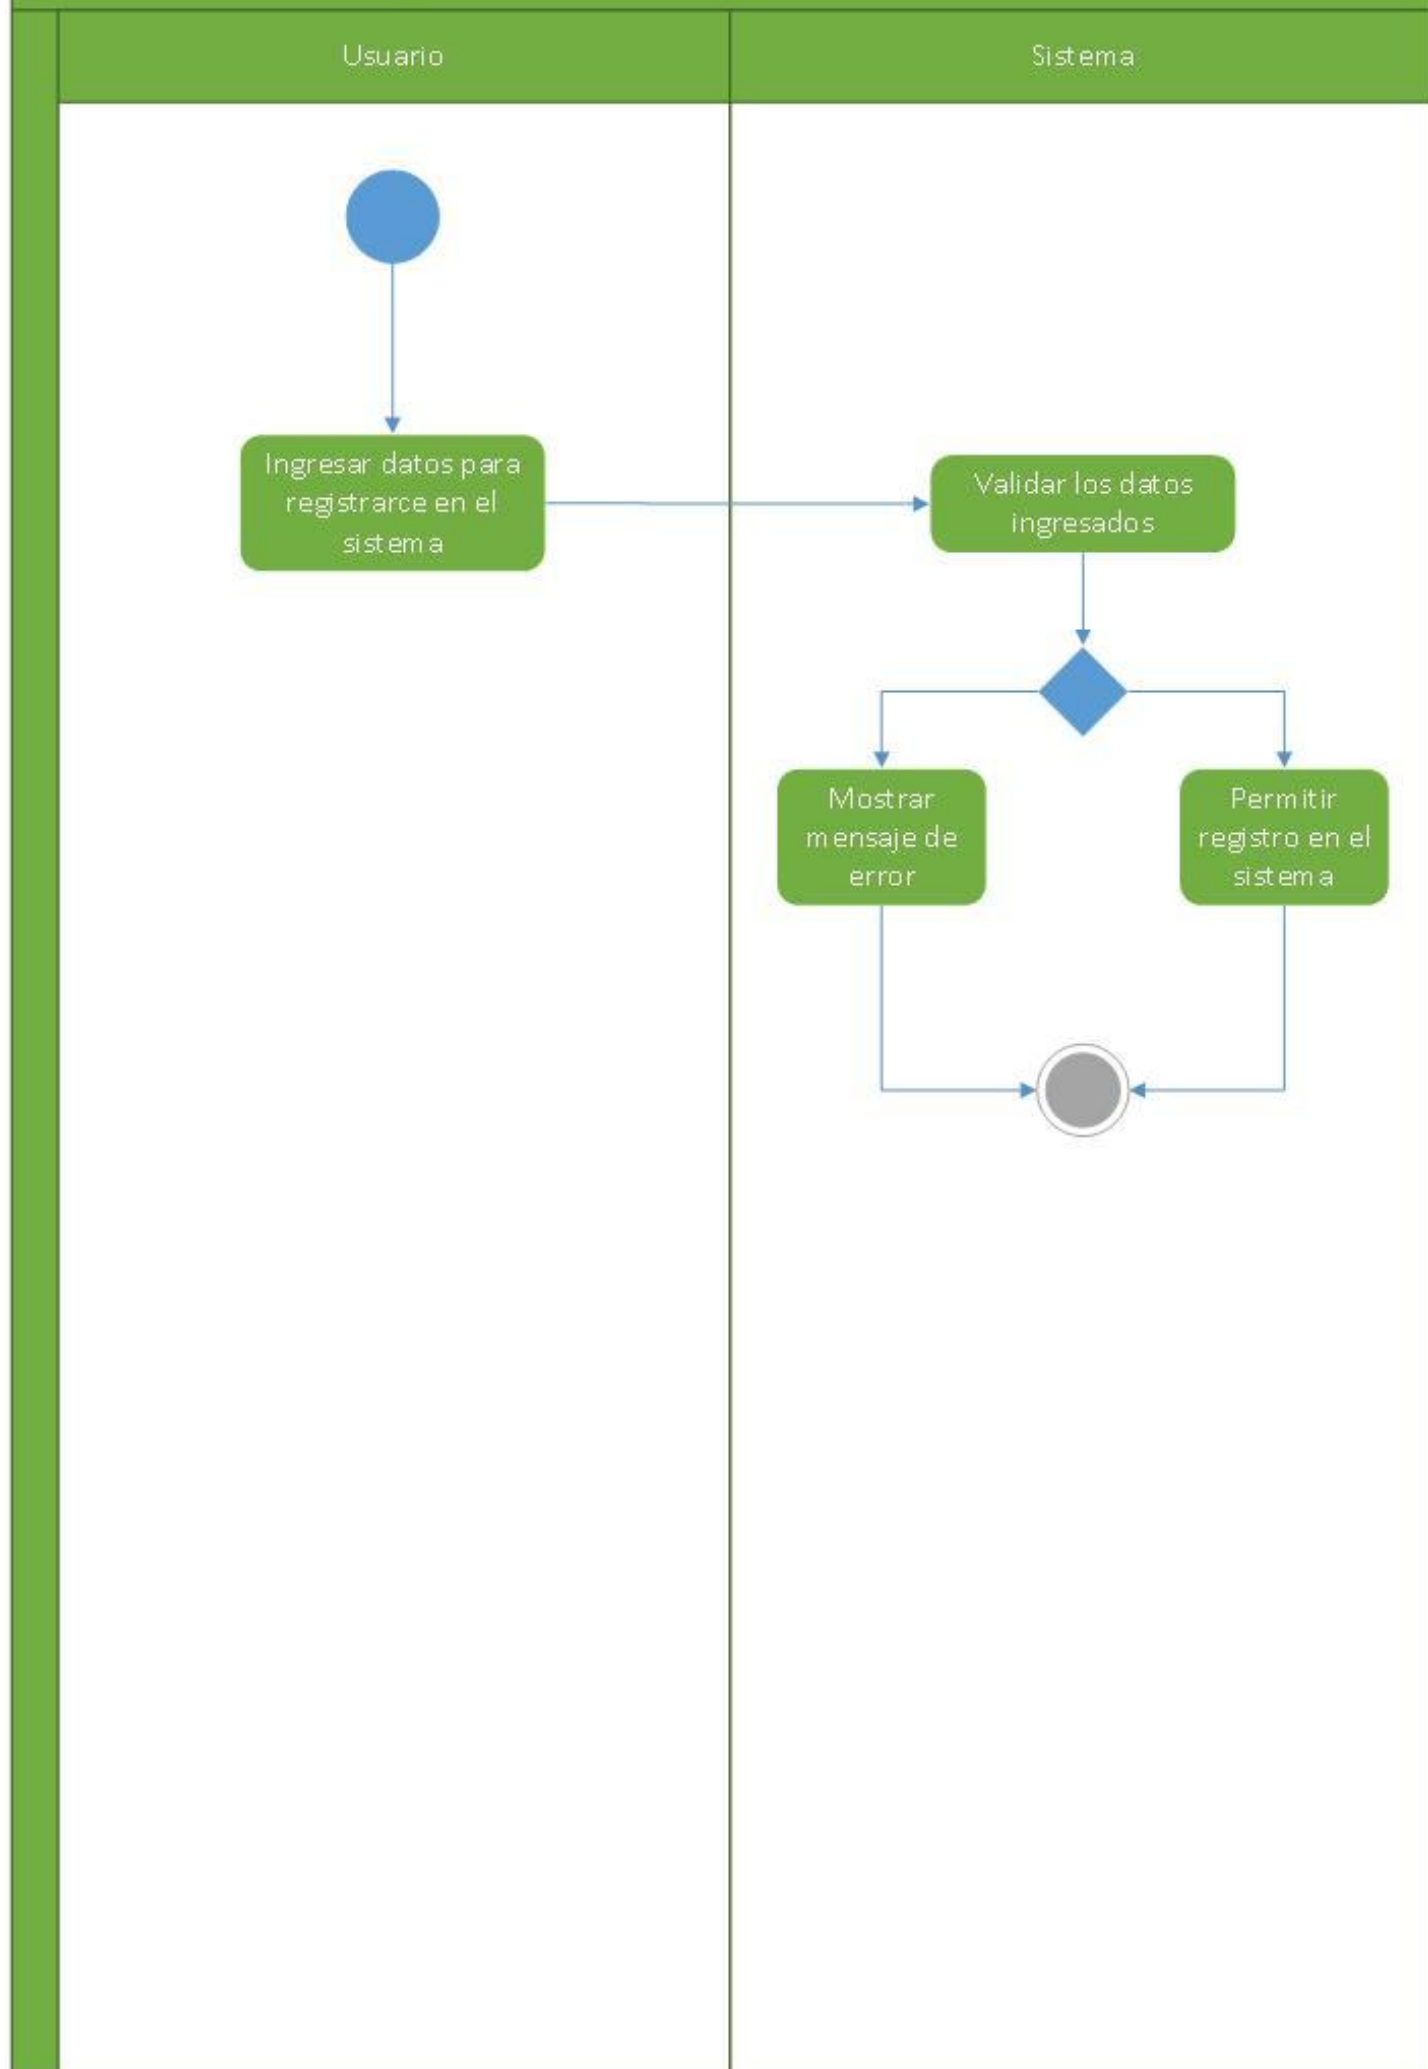 Usuario
Sistema
Ingresar datos para
registrarce en el
sistema
Validar los datos
ingresados
Mostrar
mensaje de
error
Permitir
registro en el
sistema